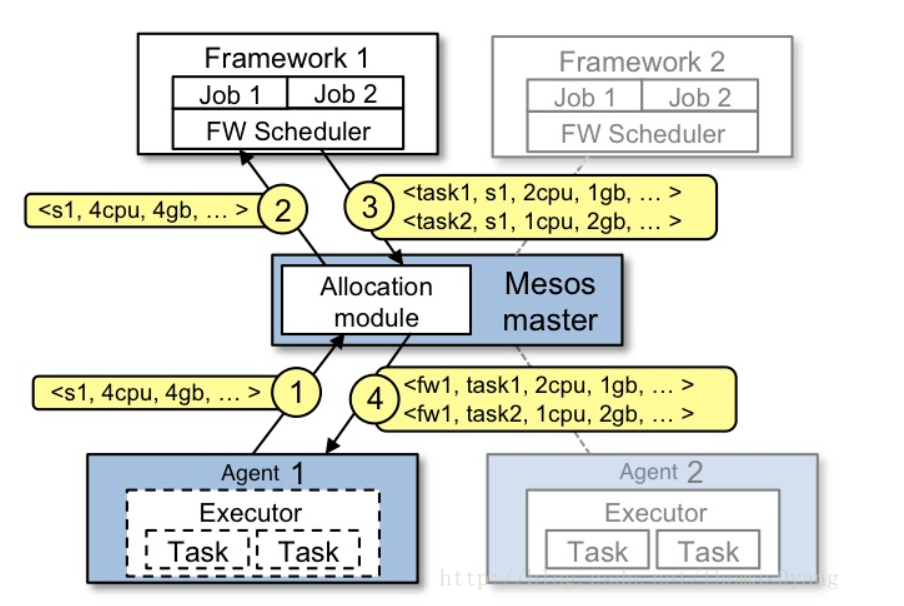 Framework 1
Job 1
Job 2
FW Scheduler
Framework 2
Job 1
Job 2
FW Scheduler
<s1, 4cpu, 4gb, … >
2
3
<task1, s1, 2cpu, 1gb, … >
<task2, s1, 1cpu, 2gb, … >
Allocation
module
Mesos
master
<s1, 4cpu, 4gb, … >
1
4
<fw1, task1, 2cpu, 1gb, … >
<fw1, task2, 1cpu, 2gb, … >
Agent 1
Executor
Task
Task
Agent 2
Executor
Task
Task